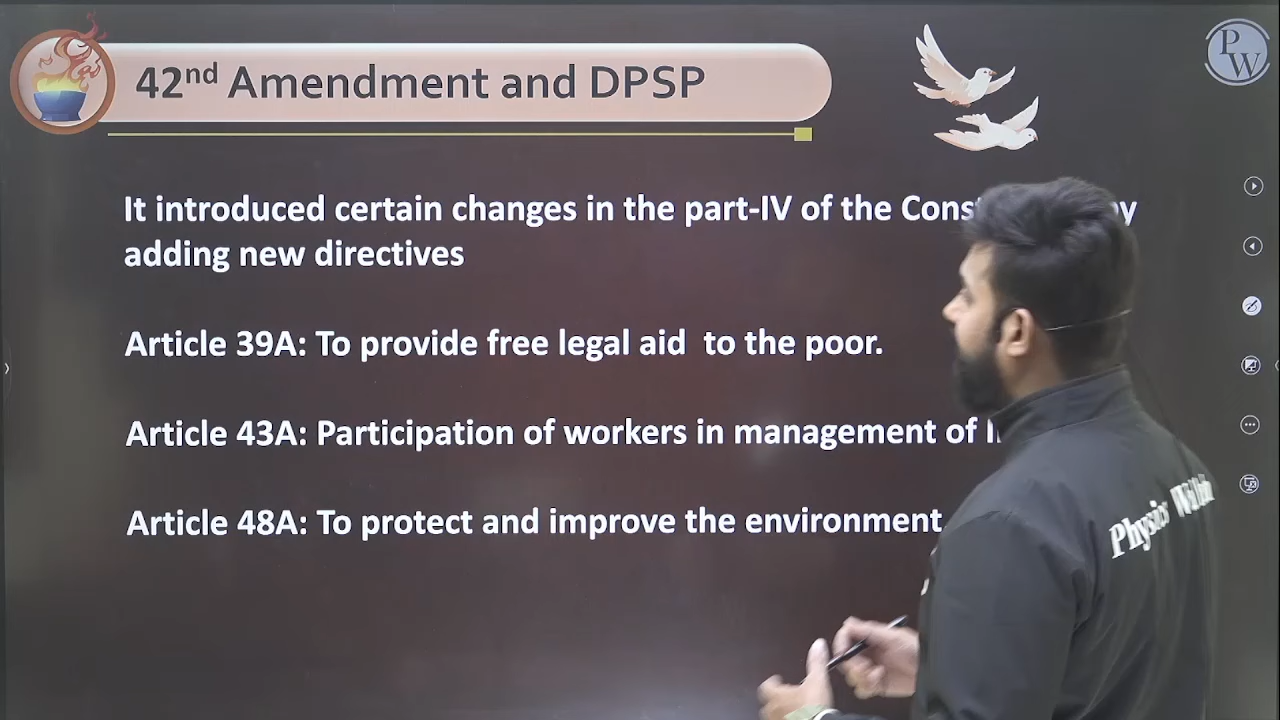 PW
42nd Amendment and DPSP
It introduced certain changes in the part-IV of the
adding new directives
Article 39A: To provide free legal aid to the poor.
Article 43A: Participation of workers in management of
Article 48A: To protect and improve the environment
Physics